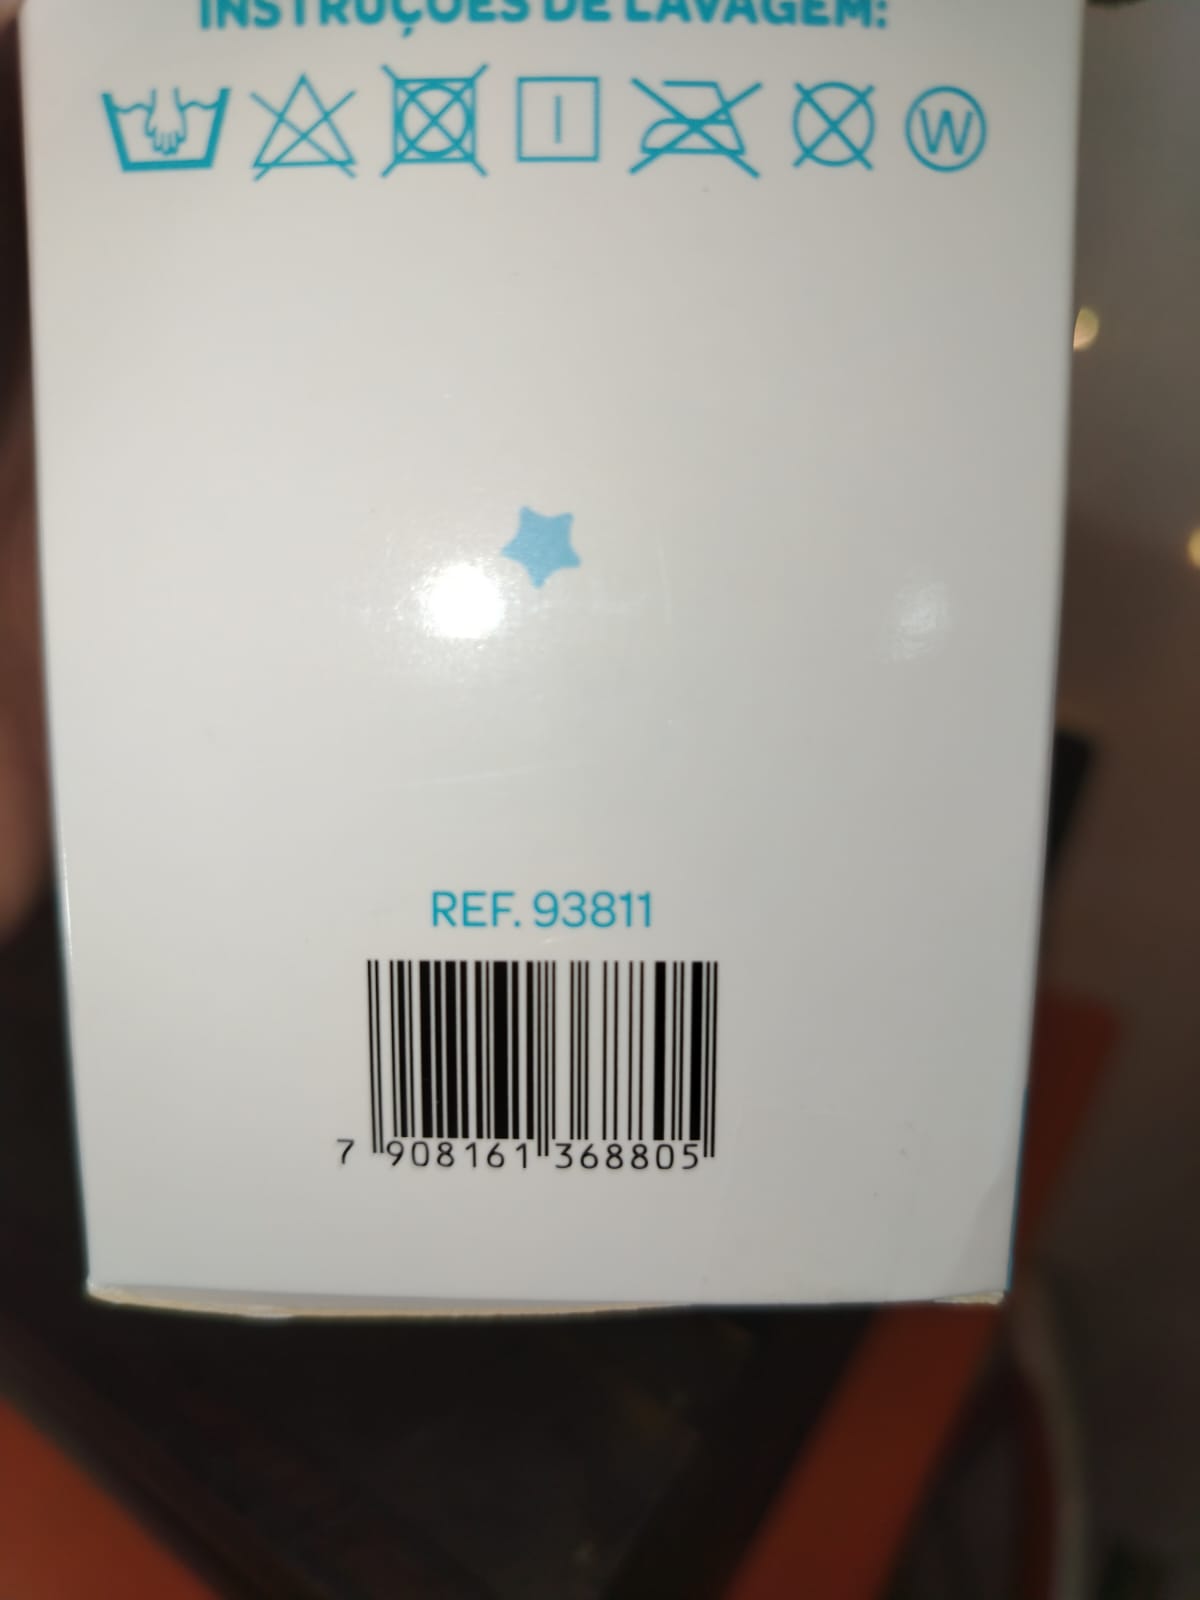 INSTRUÇÕES DE LAVAGEM:
W
REF. 93811
7 908161 368805